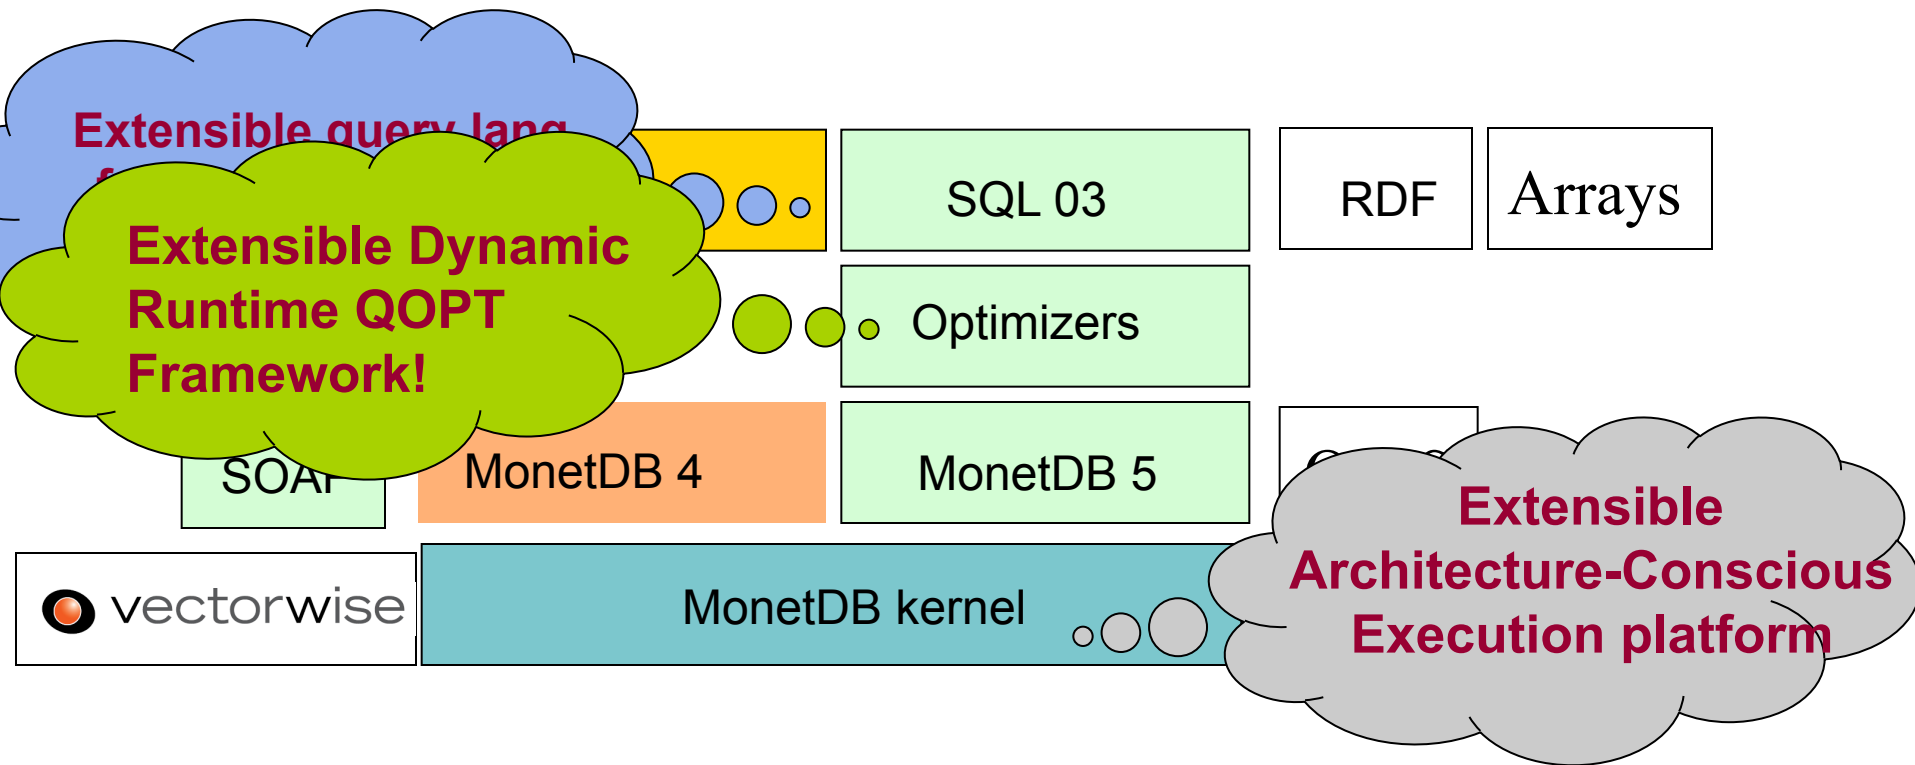 Extensible query lang
SQL 03
RDF
Arrays
Extensible Dynamic
Runtime QOPT
Framework!
Optimizers
SOAP
MonetDB 4
MonetDB 5
Extensible
Architecture-Conscious
Execution platform
vectorwise
MonetDB kernel